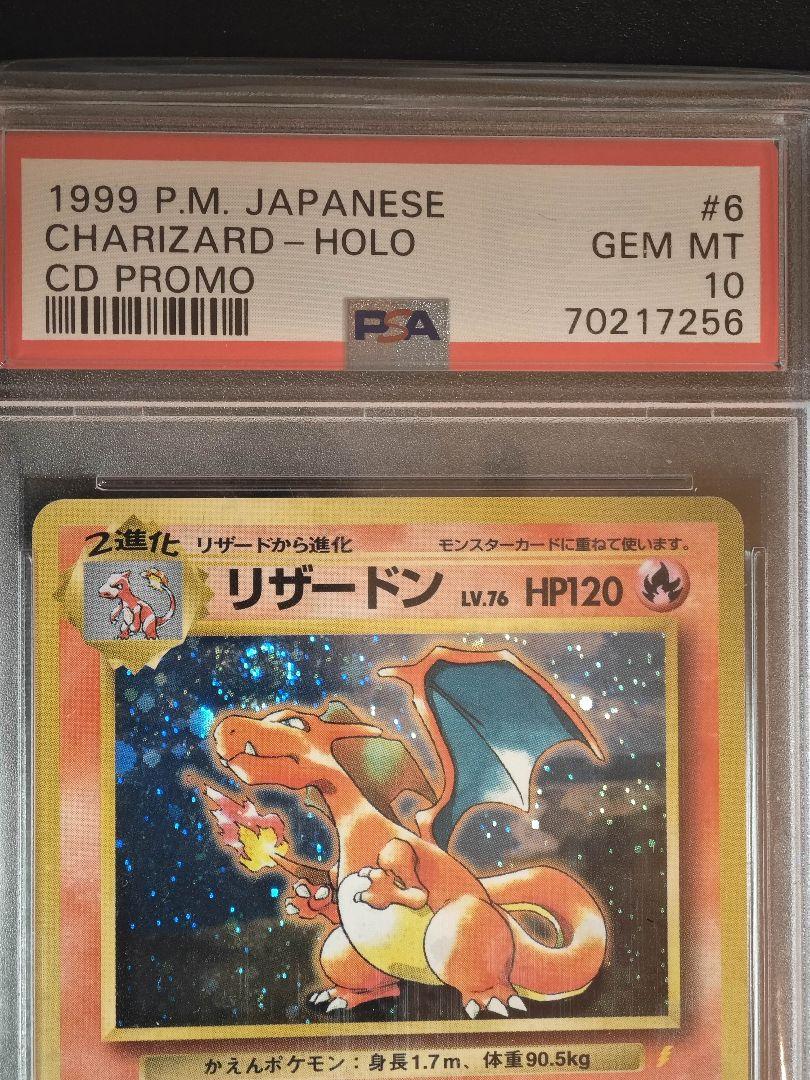 1999 P.M. JAPANESE #6
CHARIZARD-HOLO GEM MT
CD PROMO 10
PSA 70217256
2進化 リザードから進化 モンスターカードに重ねて使います。
リザードン LV.76 HP120
かえんポケモン：身長1.7m、体重90.5kg